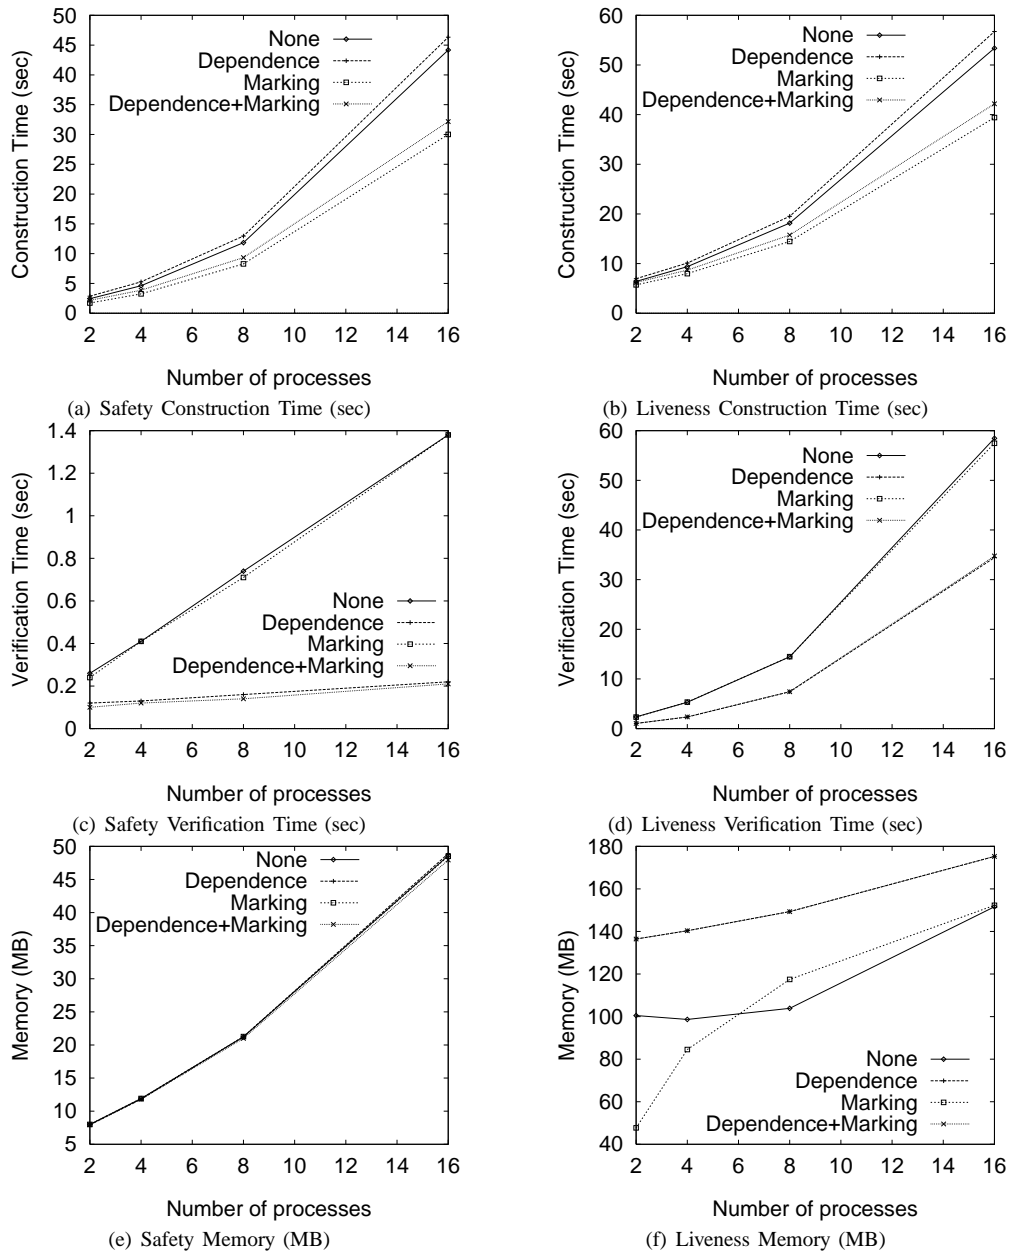 50
45
40
35
30
25
20
15
10
5
0
Construction Time (sec)
None
Dependence
Marking
Dependence+Marking
2 4 6 8 10 12 14 16
Number of processes
(a) Safety Construction Time (sec)
60
50
40
30
20
10
0
Construction Time (sec)
None
Dependence
Marking
Dependence+Marking
2 4 6 8 10 12 14 16
Number of processes
(b) Liveness Construction Time (sec)
1.4
1.2
1
0.8
0.6
0.4
0.2
0
Verification Time (sec)
None
Dependence
Marking
Dependence+Marking
2 4 6 8 10 12 14 16
Number of processes
(c) Safety Verification Time (sec)
60
50
40
30
20
10
0
Verification Time (sec)
None
Dependence
Marking
Dependence+Marking
2 4 6 8 10 12 14 16
Number of processes
(d) Liveness Verification Time (sec)
50
45
40
35
30
25
20
15
10
5
Memory (MB)
None
Dependence
Marking
Dependence+Marking
2 4 6 8 10 12 14 16
Number of processes
(e) Safety Memory (MB)
180
160
140
120
100
80
60
40
Memory (MB)
None
Dependence
Marking
Dependence+Marking
2 4 6 8 10 12 14 16
Number of processes
(f) Liveness Memory (MB)